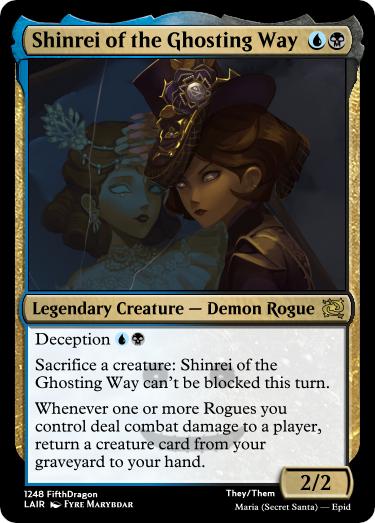 Shinrei of the Ghosting Way
Legendary Creature — Demon Rogue
Deception
Sacrifice a creature: Shinrei of the
Ghosting Way can't be blocked this turn.
Whenever one or more Rogues you
control deal combat damage to a player,
return a creature card from your
graveyard to your hand.
2/2
1248 FifthDragon
They/Them
LAIR Fyre Marybdar
Maria (Secret Santa) — Epid